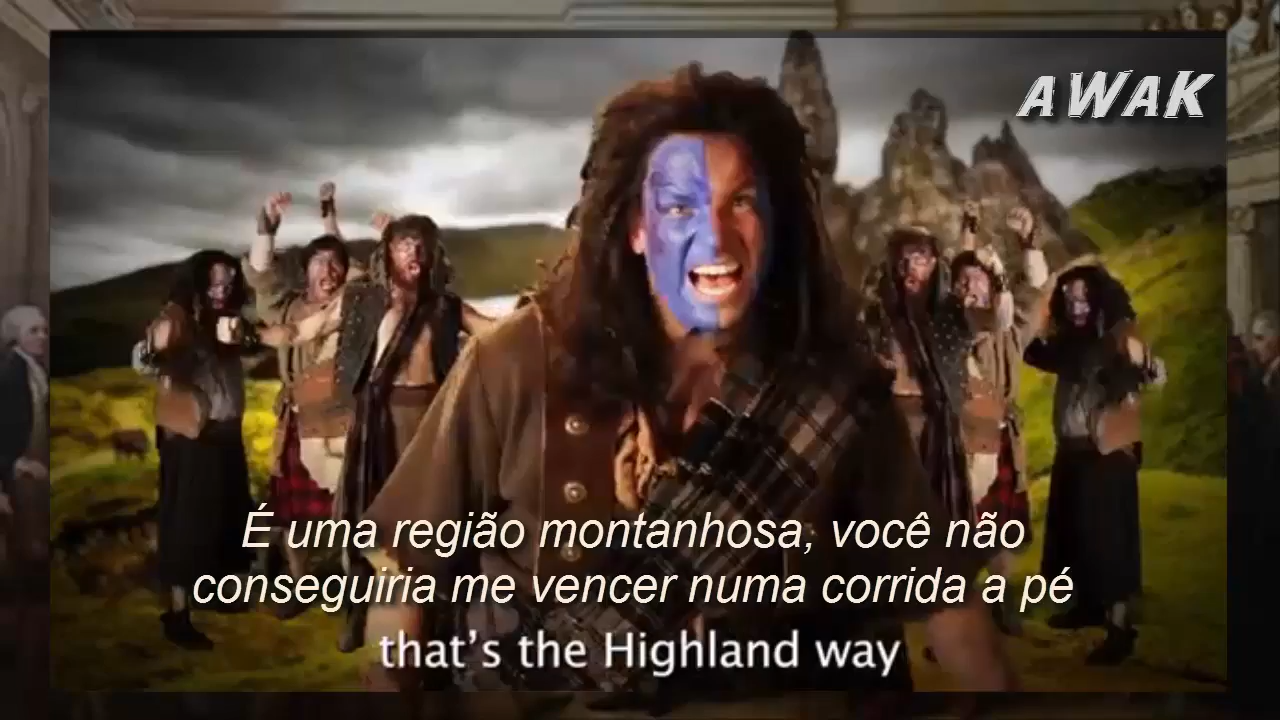 AWAK
É uma região montanhosa, você não
conseguiria me vencer numa corrida a pé
that's the Highland way